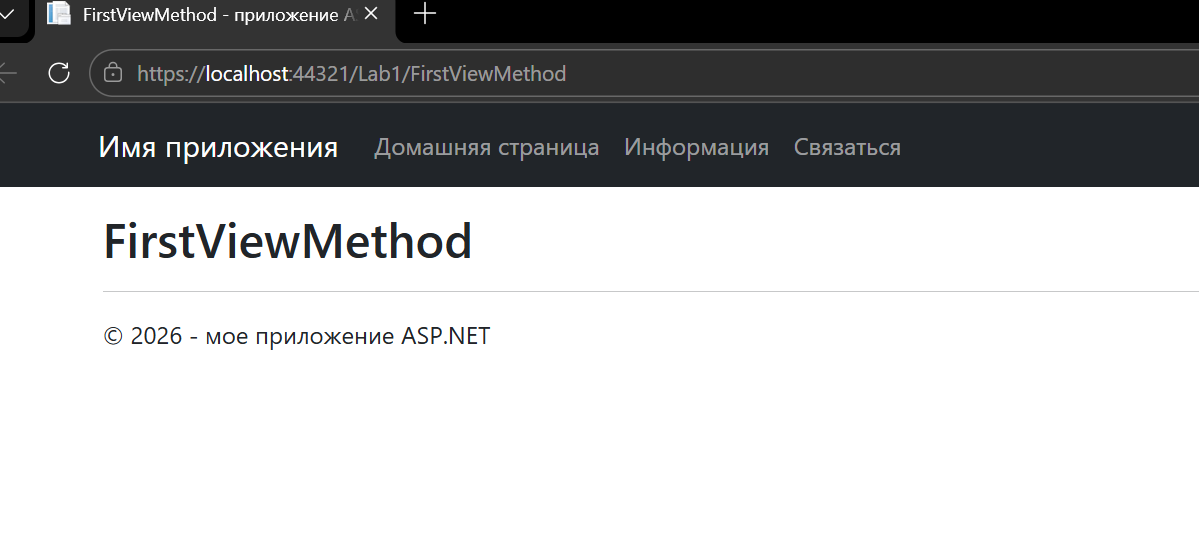 FirstViewMethod - приложение A
https://localhost:44321/Lab1/FirstViewMethod
Имя приложения Домашняя страница Информация Связаться
FirstViewMethod
© 2026 - мое приложение ASP.NET